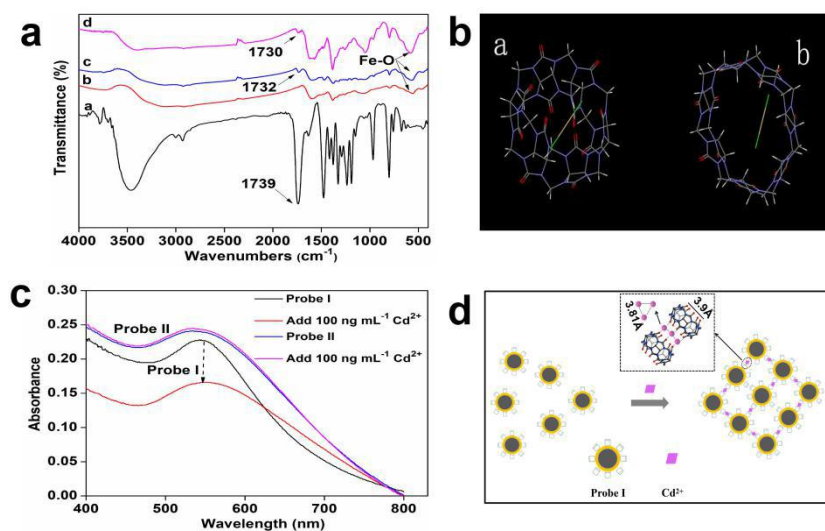 a
Transmittance (%)
d
1730
c
1732
Fe-O
b
a
1739
4000 3500 3000 2500 2000 1500 1000 500
Wavenumbers (cm⁻¹)
b
a
b
c
Absorbance
0.30
0.25
0.20
0.15
0.10
0.05
0.00
Probe I
Add 100 ng mL⁻¹ Cd²⁺
Probe II
Add 100 ng mL⁻¹ Cd²⁺
Probe II
Probe I
400 500 600 700 800
Wavelength (nm)
d
3.81Å
3.9Å
Probe I
Cd²⁺